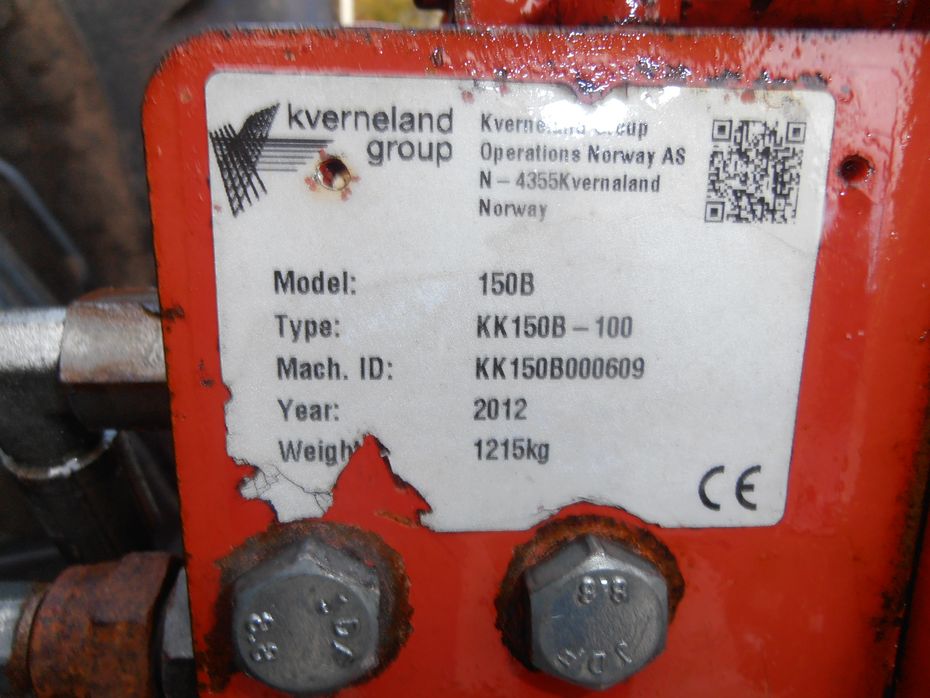 kverneland
group
Kverneland Group
Operations Norway AS
N - 4355Kvernaland
Norway
Model: 150B
Type: KK150B - 100
Mach. ID: KK150B000609
Year: 2012
Weight: 1215kg
CE
8.8
8.8